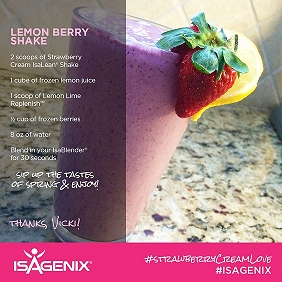 LEMON BERRY
SHAKE
2 scoops of Strawberry
Cream IsaLean® Shake
1 cube of frozen lemon juice
1 scoop of Lemon Lime
Replenish™
½ cup of frozen berries
8 oz of water
Blend in your IsaBlender®
for 30 seconds
SIP UP THE TASTES
OF SPRING & ENJOY!
THANKS, VICKI!
ISAGENIX®
#STRAWBERRYCREAMLOVE
#ISAGENIX